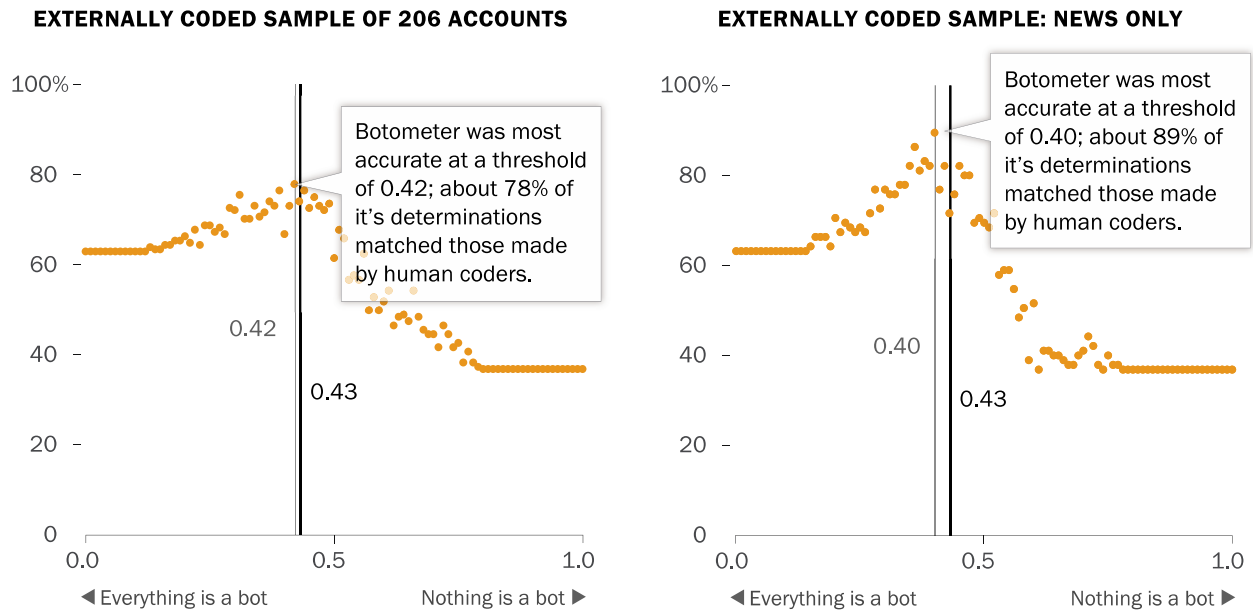 EXTERNALLY CODED SAMPLE OF 206 ACCOUNTS
100%
80
60
40
20
0
Botometer was most
accurate at a threshold
of 0.42; about 78% of
it's determinations
matched those made
by human coders.
0.42
0.43
0.0
0.5
1.0
◀ Everything is a bot
Nothing is a bot ▶
EXTERNALLY CODED SAMPLE: NEWS ONLY
100%
80
60
40
20
0
Botometer was most
accurate at a threshold
of 0.40; about 89% of
it's determinations
matched those made
by human coders.
0.40
0.43
0.0
0.5
1.0
◀ Everything is a bot
Nothing is a bot ▶